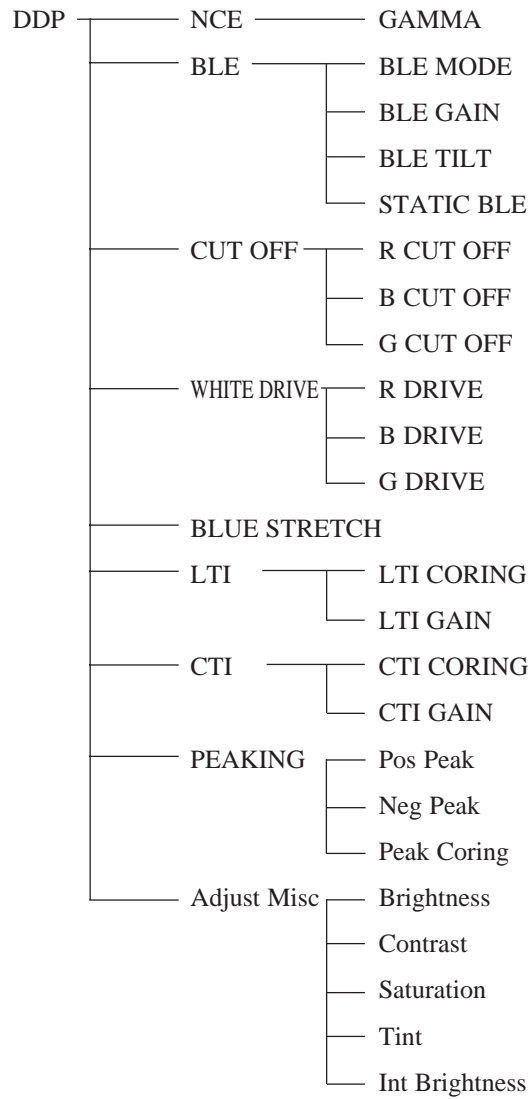 DDP NCE GAMMA
BLE BLE MODE
BLE GAIN
BLE TILT
STATIC BLE
CUT OFF R CUT OFF
B CUT OFF
G CUT OFF
WHITE DRIVE R DRIVE
B DRIVE
G DRIVE
BLUE STRETCH
LTI LTI CORING
LTI GAIN
CTI CTI CORING
CTI GAIN
PEAKING Pos Peak
Neg Peak
Peak Coring
Adjust Misc Brightness
Contrast
Saturation
Tint
Int Brightness